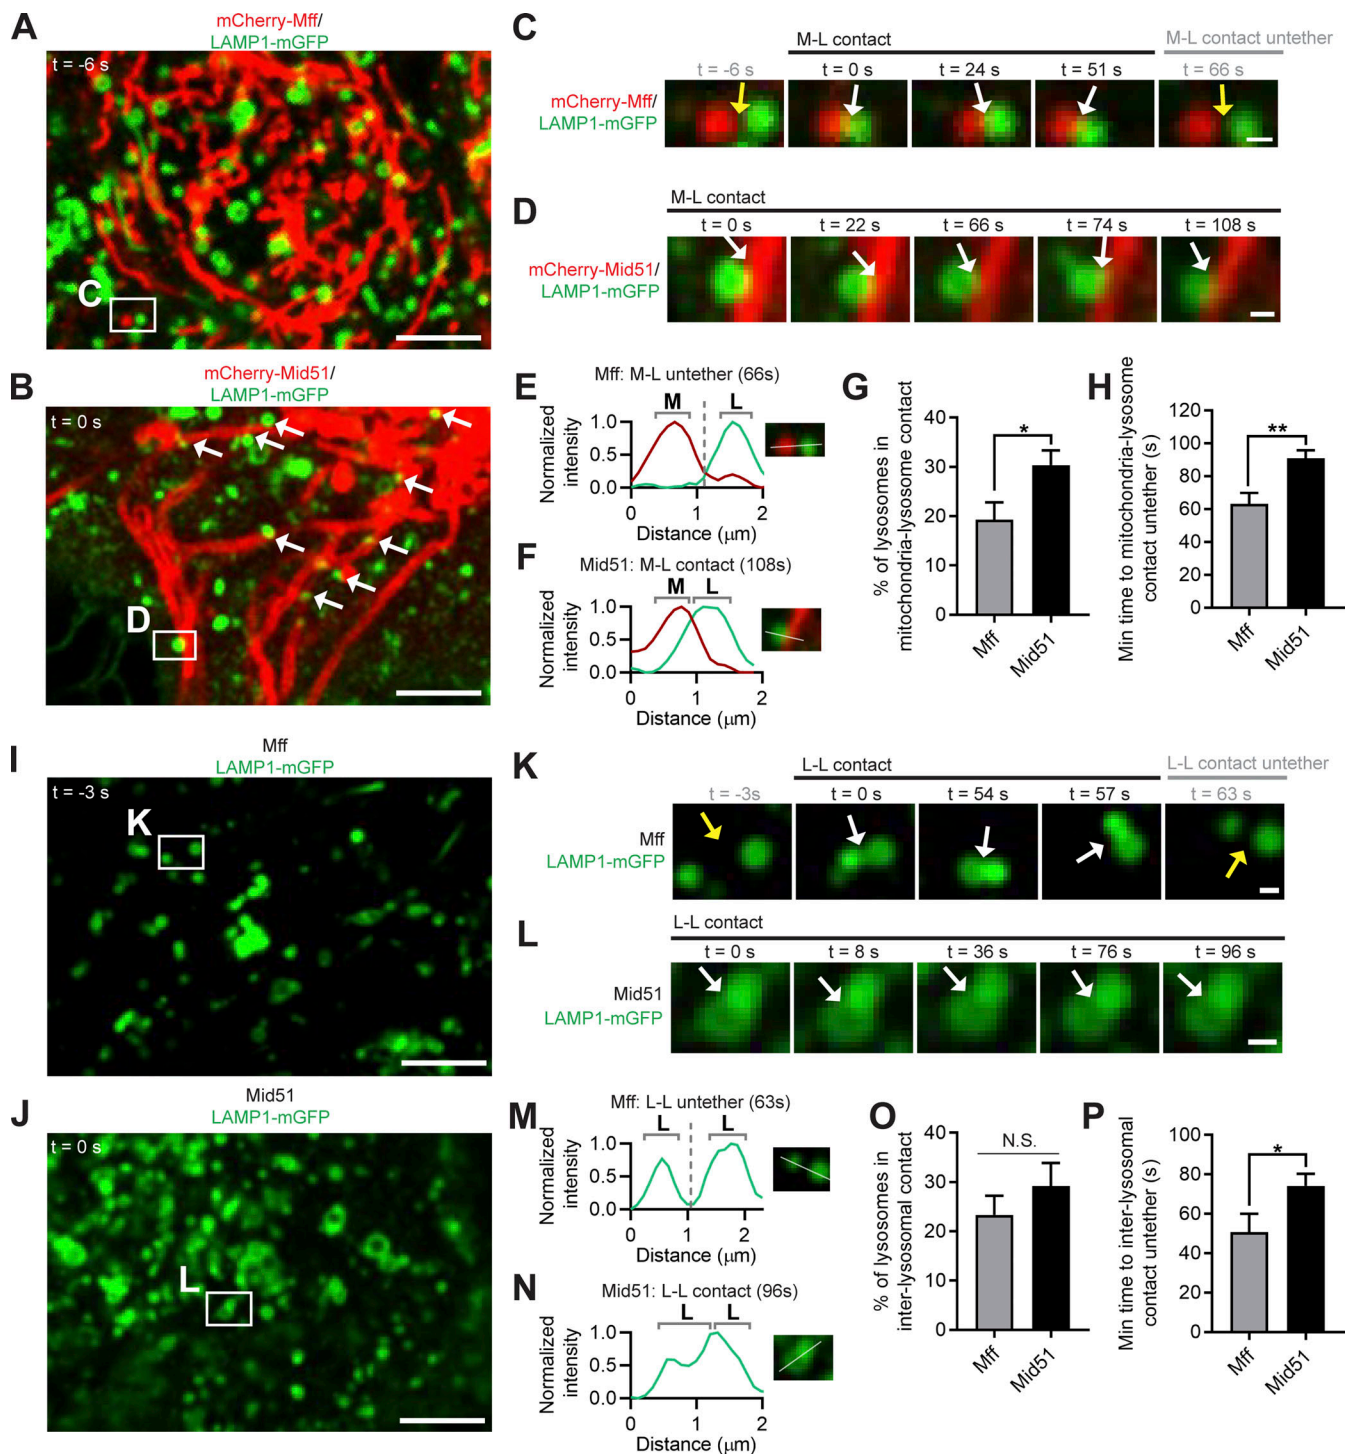 A
mCherry-Mff/
LAMP1-mGFP
t = -6 s
C
B
mCherry-Mid51/
LAMP1-mGFP
t = 0 s
D
C
M-L contact
M-L contact untether
t = -6 s
t = 0 s
t = 24 s
t = 51 s
t = 66 s
mCherry-Mff/
LAMP1-mGFP
D
M-L contact
t = 0 s
t = 22 s
t = 66 s
t = 74 s
t = 108 s
mCherry-Mid51/
LAMP1-mGFP
E
Mff: M-L untether (66s)
M
L
Normalized
intensity
1.0
0.5
0.0
0
1
2
Distance (μm)
F
Mid51: M-L contact (108s)
M
L
Normalized
intensity
1.0
0.5
0.0
0
1
2
Distance (μm)
G
% of lysosomes in
mitochondria-lysosome contact
40
30
20
10
0
*
Mff
Mid51
H
Min time to mitochondria-lysosome
contact untether (s)
120
100
80
60
40
20
0
**
Mff
Mid51
I
Mff
LAMP1-mGFP
t = -3 s
K
J
Mid51
LAMP1-mGFP
t = 0 s
L
K
L-L contact
L-L contact untether
t = -3s
t = 0 s
t = 54 s
t = 57 s
t = 63 s
Mff
LAMP1-mGFP
L
L-L contact
t = 0 s
t = 8 s
t = 36 s
t = 76 s
t = 96 s
Mid51
LAMP1-mGFP
M
Mff: L-L untether (63s)
L
L
Normalized
intensity
1.0
0.5
0.0
0
1
2
Distance (μm)
N
Mid51: L-L contact (96s)
L
L
Normalized
intensity
1.0
0.5
0.0
0
1
2
Distance (μm)
O
% of lysosomes in
inter-lysosomal contact
40
30
20
10
0
N.S.
Mff
Mid51
P
Min time to inter-lysosomal
contact untether (s)
100
80
60
40
20
0
*
Mff
Mid51